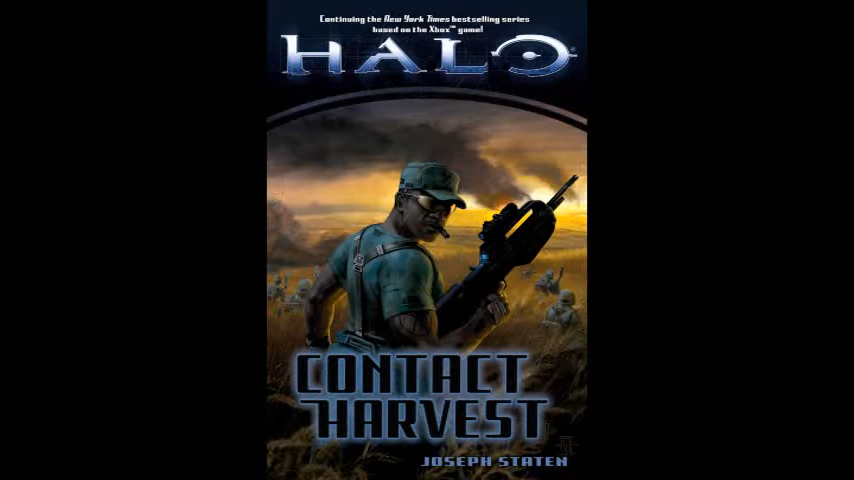 Continuing the New York Times bestselling series
based on the Xbox™ game!
HALO®
CONTACT
HARVEST
JOSEPH STATEN